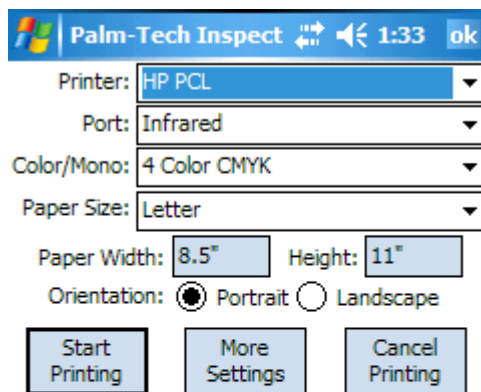 Palm-Tech Inspect 1:33 ok
Printer: HP PCL
Port: Infrared
Color/Mono: 4 Color CMYK
Paper Size: Letter
Paper Width: 8.5" Height: 11"
Orientation: Portrait Landscape
Start More Cancel
Printing Settings Printing